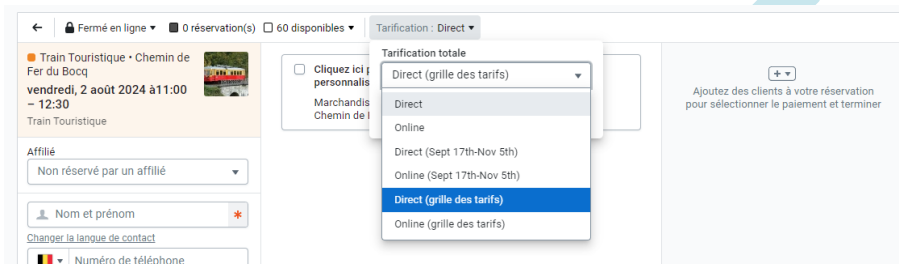 Fermé en ligne
0 réservation(s)
60 disponibles
Tarification : Direct
Train Touristique • Chemin de
Fer du Bocq
vendredi, 2 août 2024 à11:00
– 12:30
Train Touristique
Affilié
Non réservé par un affilié
Nom et prénom *
Changer la langue de contact
Numéro de téléphone
Cliquez ici
personnalis
Marchandis
Chemin de
Tarification totale
Direct (grille des tarifs)
Direct
Online
Direct (Sept 17th-Nov 5th)
Online (Sept 17th-Nov 5th)
Direct (grille des tarifs)
Online (grille des tarifs)
Ajoutez des clients à votre réservation
pour sélectionner le paiement et terminer